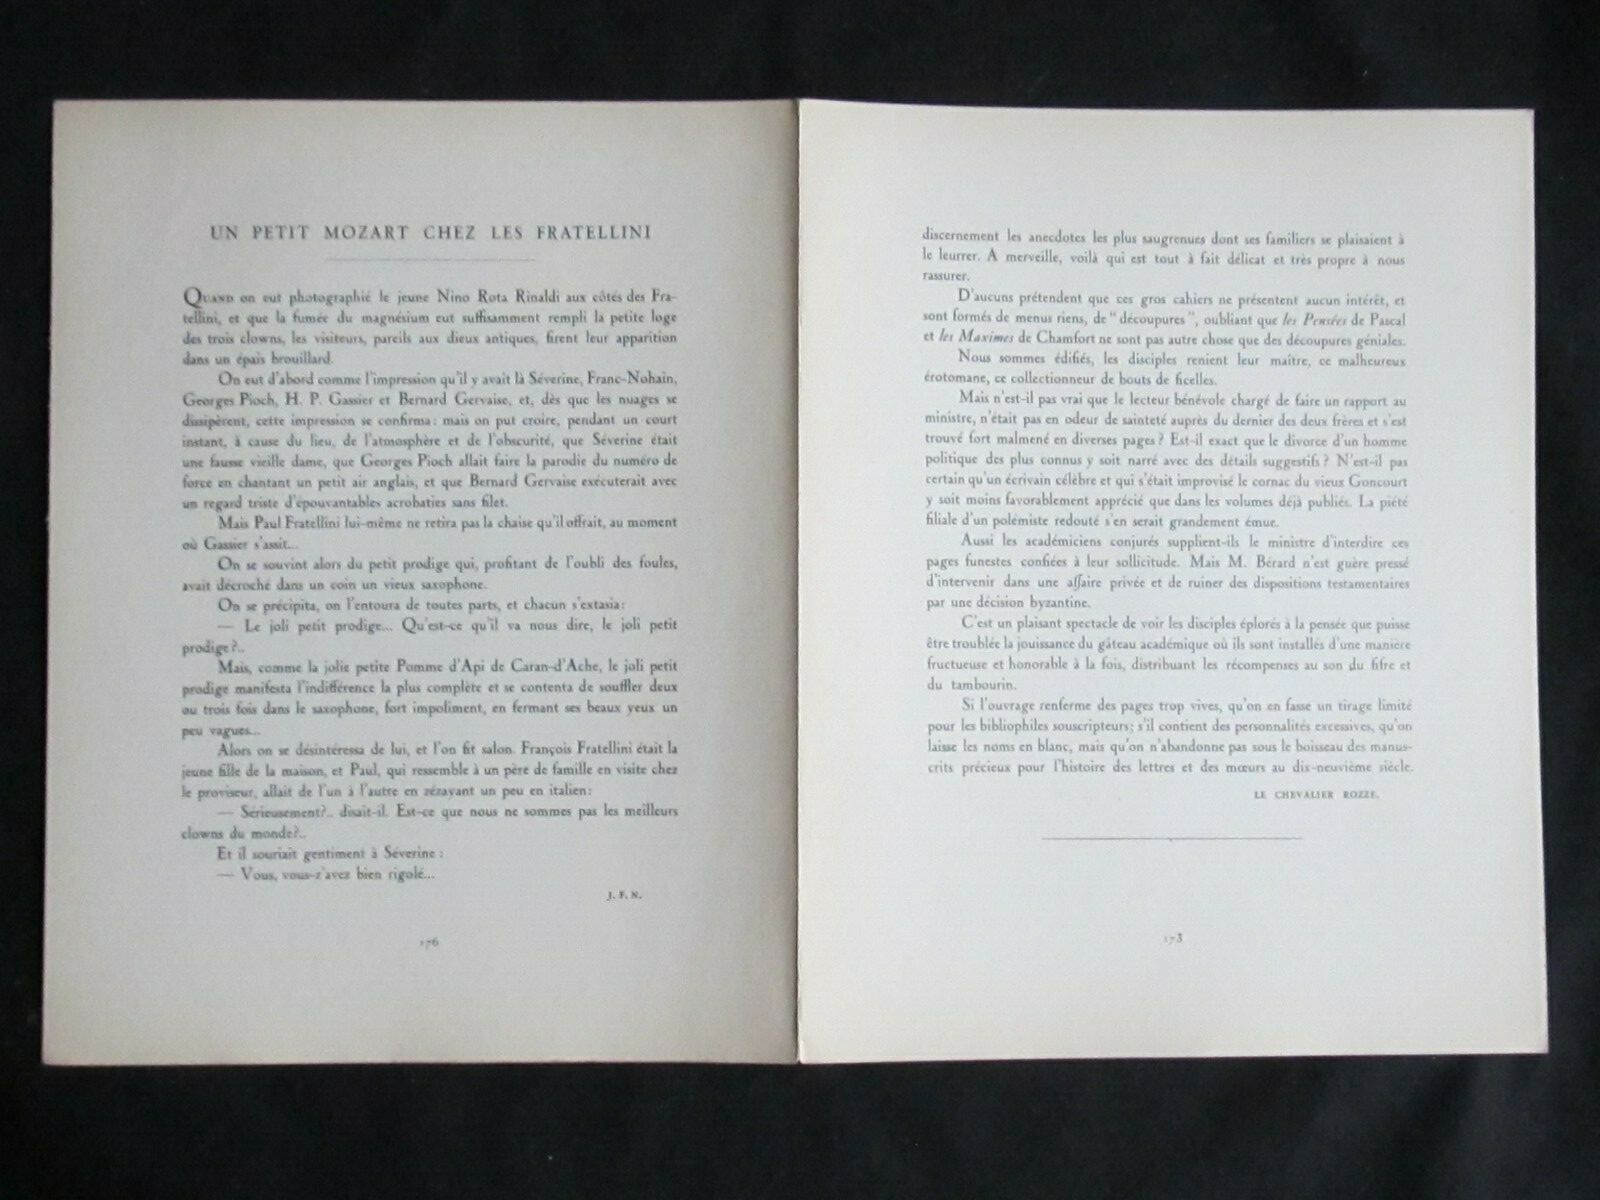 UN PETIT MOZART CHEZ LES FRATELLINI
QUAND on eut photographié le jeune Nino Rota Rinaldi aux côtés des Fra-
tellini, et que la fumée du magnésium eut suffisamment rempli la petite loge
des trois clowns, les visiteurs, pareils aux dieux antiques, firent leur apparition
dans un épais brouillard.
On eut d'abord comme l'impression qu'il y avait là Séverine, Franc-Nohain,
Georges Pioch, H. P. Gassier et Bernard Gervaise, et, dès que les nuages se
dissipèrent, cette impression se confirma : mais on put croire, pendant un court
instant, à cause du lieu, de l'atmosphère et de l'obscurité, que Séverine était
une fausse vieille dame, que Georges Pioch allait faire la parodie du numéro de
force en chantant un petit air anglais, et que Bernard Gervaise exécuterait avec
un regard triste d'épouvantables acrobaties sans filet.
Mais Paul Fratellini lui-même ne retira pas la chaise qu'il offrait, au moment
où Gassier s'assit...
On se souvint alors du petit prodige qui, profitant de l'oubli des foules,
avait décroché dans un coin un vieux saxophone.
On se précipita, on l'entoura de toutes parts, et chacun s'extasia :
— Le joli petit prodige... Qu'est-ce qu'il va nous dire, le joli petit
prodige ?..
Mais, comme la jolie petite Pomme d'Api de Caran-d'Ache, le joli petit
prodige manifesta l'indifférence la plus complète et se contenta de souffler deux
ou trois fois dans le saxophone, fort impoliment, en fermant ses beaux yeux un
peu vagues...
Alors on se désintéressa de lui, et l'on fit salon. François Fratellini était la
jeune fille de la maison, et Paul, qui ressemble à un père de famille en visite chez
le proviseur, allait de l'un à l'autre en zézayant un peu en italien :
— Sérieusement ?.. disait-il. Est-ce que nous ne sommes pas les meilleurs
clowns du monde ?..
Et il souriait gentiment à Séverine :
— Vous, vous-z'avez bien rigolé...
J. F. N.
176
discernement les anecdotes les plus saugrenues dont ses familiers se plaisaient à
le leurrer. A merveille, voilà qui est tout à fait délicat et très propre à nous
rassurer.
D'aucuns prétendent que ces gros cahiers ne présentent aucun intérêt, et
sont formés de menus riens, de " découpures ", oubliant que les Pensées de Pascal
et les Maximes de Chamfort ne sont pas autre chose que des découpures géniales.
Nous sommes édifiés, les disciples renient leur maître, ce malheureux
érotomane, ce collectionneur de bouts de ficelles.
Mais n'est-il pas vrai que le lecteur bénévole chargé de faire un rapport au
ministre, n'était pas en odeur de sainteté auprès du dernier des deux frères et s'est
trouvé fort malmené en diverses pages ? Est-il exact que le divorce d'un homme
politique des plus connus y soit narré avec des détails suggestifs ? N'est-il pas
certain qu'un écrivain célèbre et qui s'était improvisé le cornac du vieux Goncourt
y soit moins favorablement apprécié que dans les volumes déjà publiés. La piété
filiale d'un polémiste redouté s'en serait grandement émue.
Aussi les académiciens conjurés supplient-ils le ministre d'interdire ces
pages funestes confiées à leur sollicitude. Mais M. Bérard n'est guère pressé
d'intervenir dans une affaire privée et de ruiner des dispositions testamentaires
par une décision byzantine.
C'est un plaisant spectacle de voir les disciples éplorés à la pensée que puisse
être troublée la jouissance du gâteau académique où ils sont installés d'une manière
fructueuse et honorable à la fois, distribuant les récompenses au son du fifre et
du tambourin.
Si l'ouvrage renferme des pages trop vives, qu'on en fasse un tirage limité
pour les bibliophiles souscripteurs ; s'il contient des personnalités excessives, qu'on
laisse les noms en blanc, mais qu'on n'abandonne pas sous le boisseau des manus-
crits précieux pour l'histoire des lettres et des mœurs au dix-neuvième siècle.
LE CHEVALIER ROZZE.
173